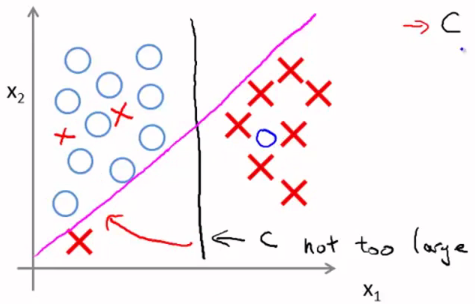 → C
x₂
← C not too large
x₁